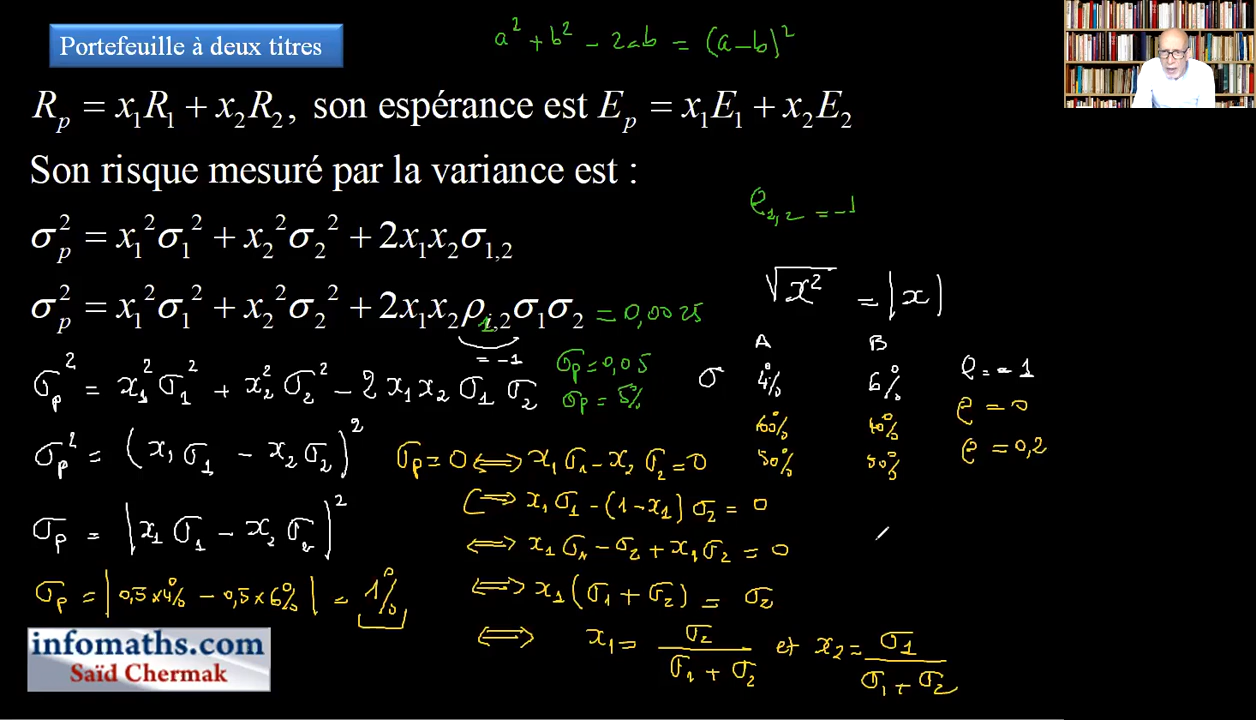 Portefeuille à deux titres
a² + b² − 2ab = (a−b)²
Rₚ = x₁R₁ + x₂R₂, son espérance est Eₚ = x₁E₁ + x₂E₂
Son risque mesuré par la variance est :
ρ₁,₂ = −1
σₚ² = x₁²σ₁² + x₂²σ₂² + 2x₁x₂σ₁,₂
√x² = |x|
σₚ² = x₁²σ₁² + x₂²σ₂² + 2x₁x₂ρ₁,₂σ₁σ₂ = 0,0025
= −1
A B
σₚ = 0,05
σ 4% 6% ρ = −1
σₚ² = x₁²σ₁² + x₂²σ₂² − 2x₁x₂σ₁σ₂
σₚ = 5%
ρ = 0
σₚ² = (x₁σ₁ − x₂σ₂)²
σₚ = 0 ⟺ x₁σ₁ − x₂σ₂ = 0
50% 50% ρ = 0,2
⟺ x₁σ₁ − (1−x₁)σ₂ = 0
σₚ = |x₁σ₁ − x₂σ₂|²
⟺ x₁σ₁ − σ₂ + x₁σ₂ = 0
σₚ = |0,5×4% − 0,5×6%| = 1%
⟺ x₁(σ₁ + σ₂) = σ₂
⟺ x₁ = σ₂/(σ₁ + σ₂) et x₂ = σ₁/(σ₁ + σ₂)
infomaths.com
Saïd Chermak